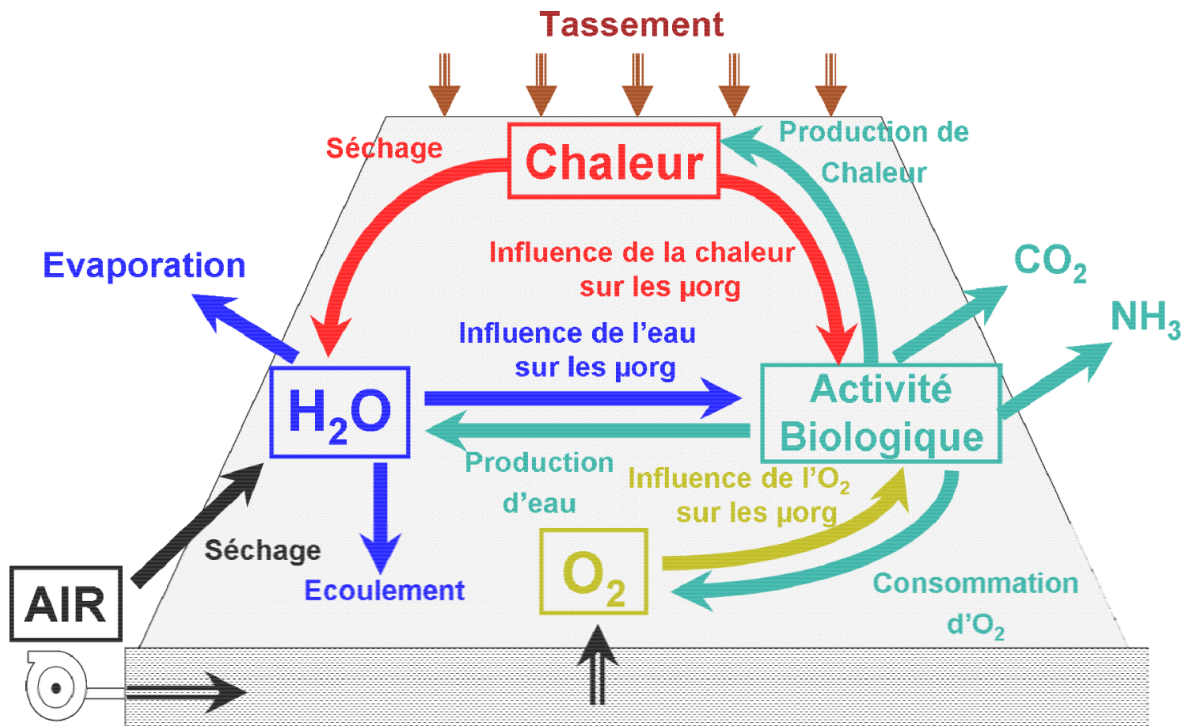 Tassement
Séchage
Chaleur
Production de
Chaleur
Influence de la chaleur
sur les µorg
Evaporation
CO₂
NH₃
Influence de l'eau
sur les µorg
H₂O
Activité
Biologique
Production
d'eau
Influence de l'O₂
sur les µorg
Séchage
O₂
Ecoulement
Consommation
d'O₂
AIR